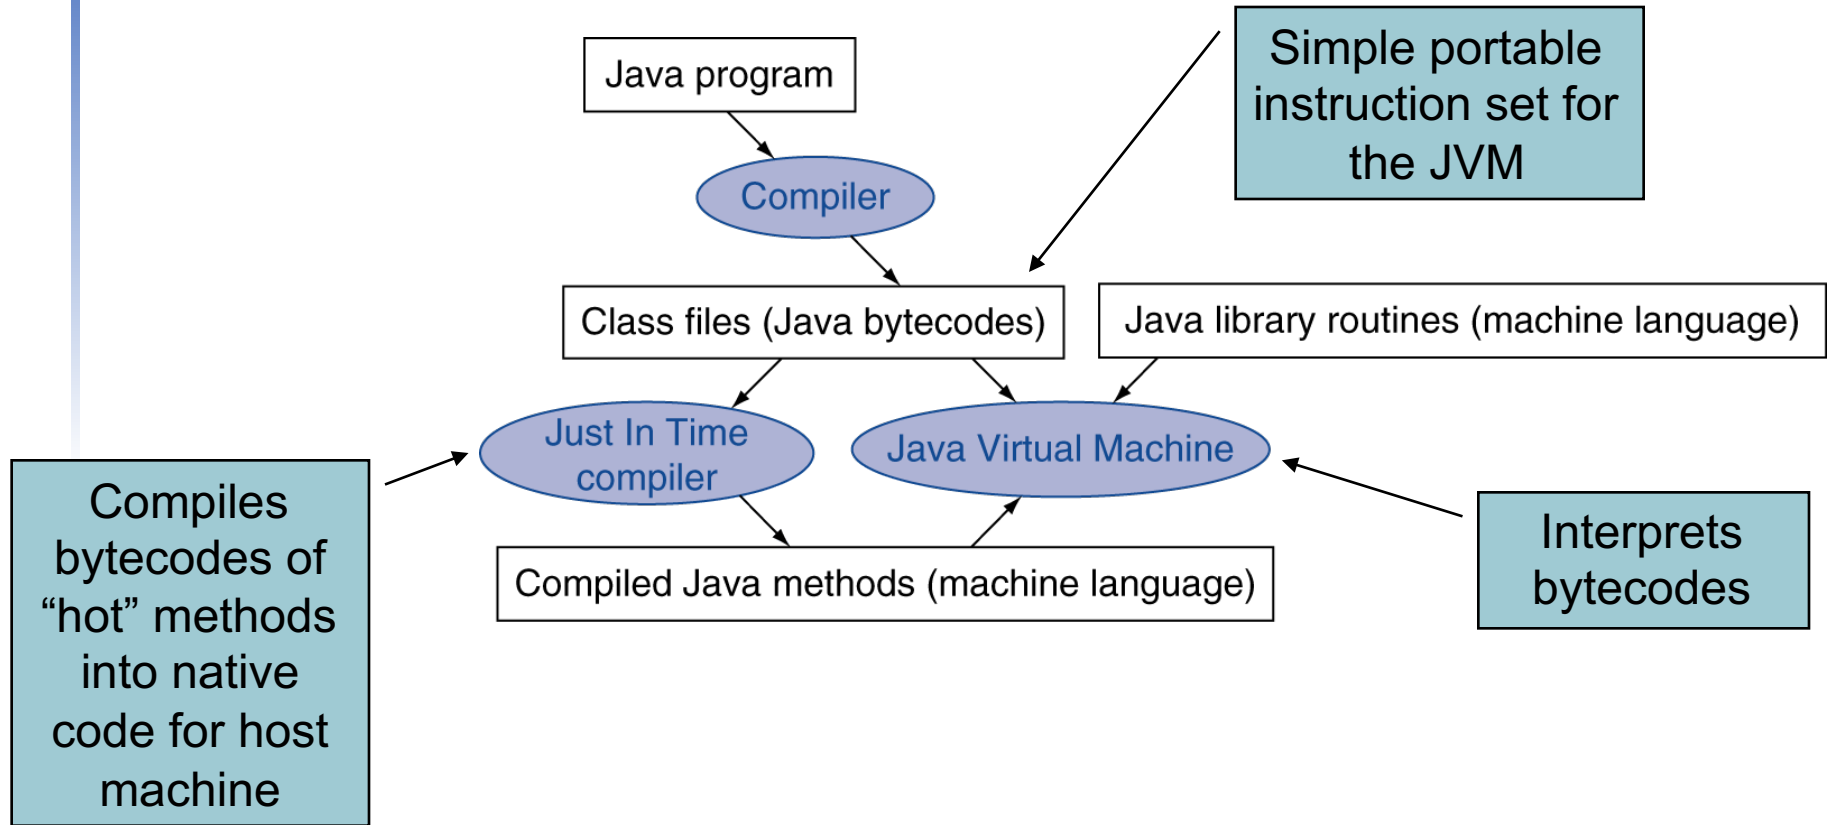 Java program
Simple portable
instruction set for
the JVM
Compiler
Class files (Java bytecodes)
Java library routines (machine language)
Just In Time
compiler
Java Virtual Machine
Compiles
bytecodes of
“hot” methods
into native
code for host
machine
Interprets
bytecodes
Compiled Java methods (machine language)